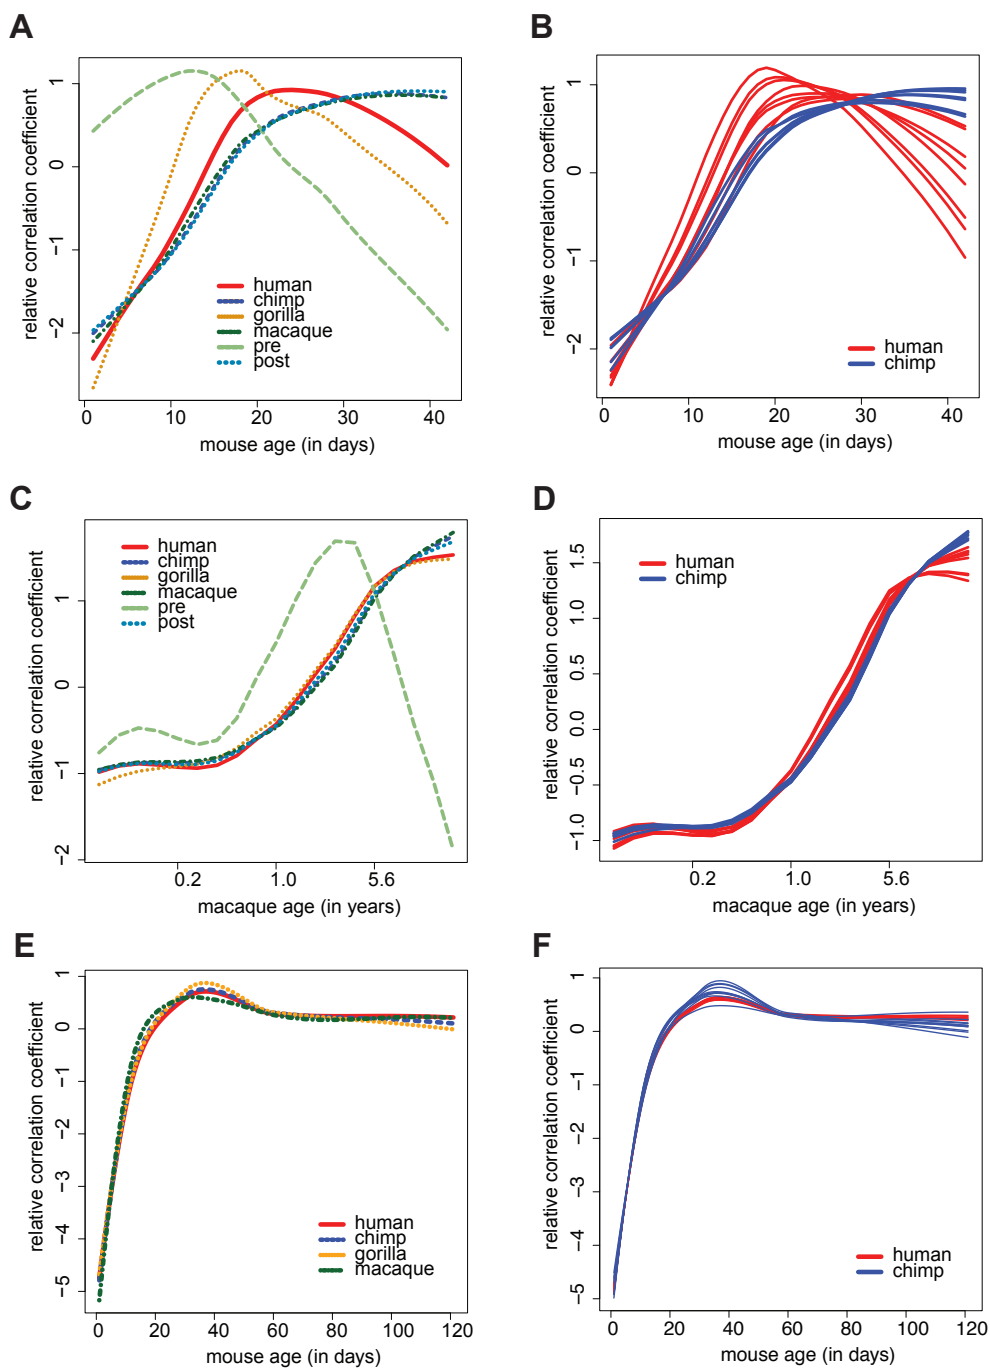 A
relative correlation coefficient
1
0
−1
−2
human
chimp
gorilla
macaque
pre
post
0 10 20 30 40
mouse age (in days)
B
relative correlation coefficient
1
0
−1
−2
human
chimp
0 10 20 30 40
mouse age (in days)
C
relative correlation coefficient
1
0
−1
−2
human
chimp
gorilla
macaque
pre
post
0.2 1.0 5.6
macaque age (in years)
D
relative correlation coefficient
1.5
0.5
0.0
−0.5
−1.0
human
chimp
0.2 1.0 5.6
macaque age (in years)
E
relative correlation coefficient
1
0
−1
−2
−3
−4
−5
human
chimp
gorilla
macaque
0 20 40 60 80 100 120
mouse age (in days)
F
relative correlation coefficient
1
0
−1
−2
−3
−4
−5
human
chimp
0 20 40 60 80 100 120
mouse age (in days)